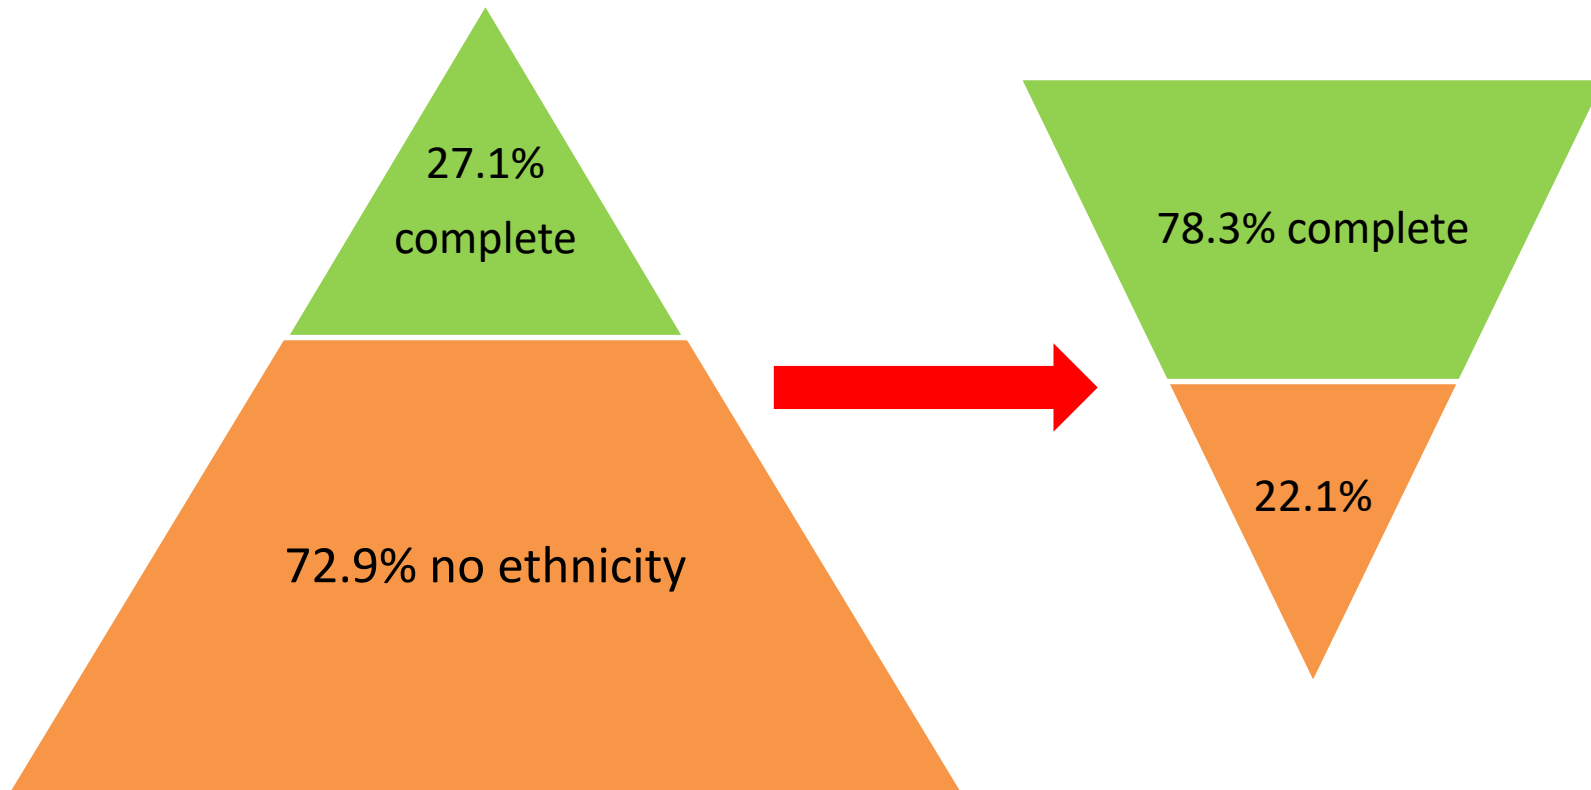 27.1%
complete
72.9% no ethnicity
78.3% complete
22.1%